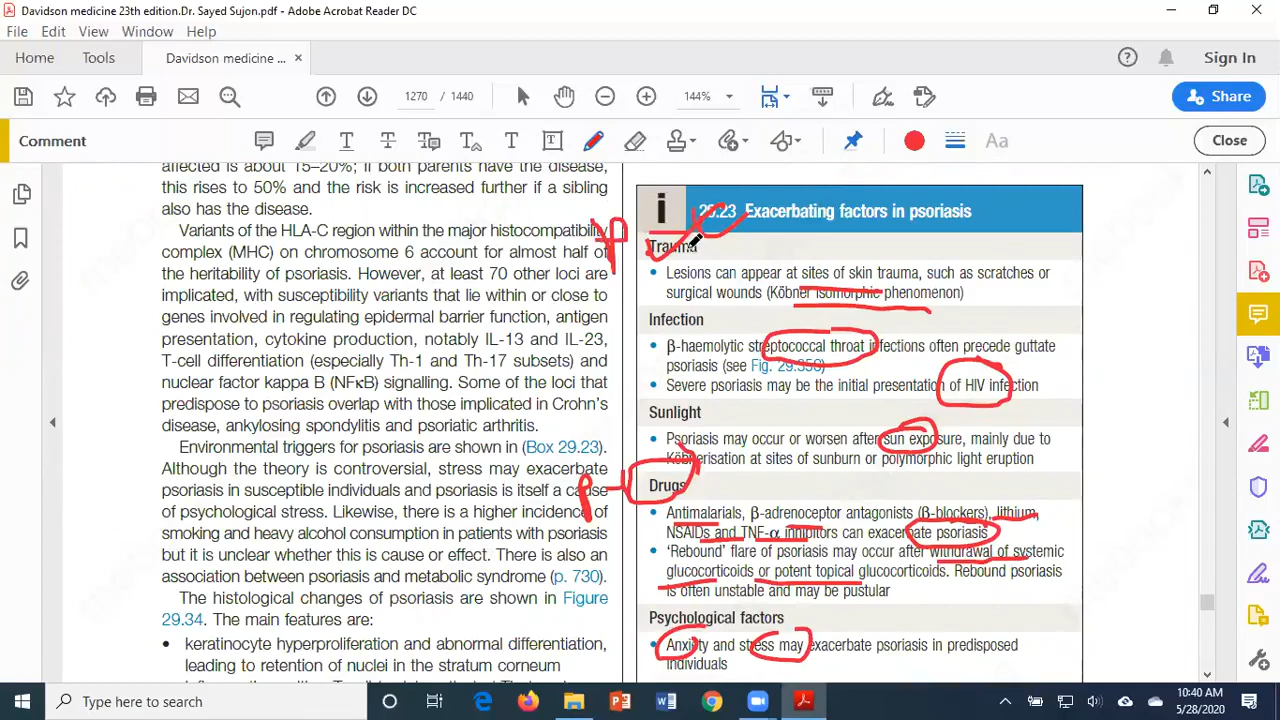 Davidson medicine 23th edition.Dr. Sayed Sujon.pdf - Adobe Acrobat Reader DC
File Edit View Window Help
Home Tools Davidson medicine ... × Sign In
1270 / 1440 144% Share
Comment Aa Close
affected is about 15–20%; if both parents have the disease,
this rises to 50% and the risk is increased further if a sibling
also has the disease.
Variants of the HLA-C region within the major histocompatibility
complex (MHC) on chromosome 6 account for almost half of
the heritability of psoriasis. However, at least 70 other loci are
implicated, with susceptibility variants that lie within or close to
genes involved in regulating epidermal barrier function, antigen
presentation, cytokine production, notably IL-13 and IL-23,
T-cell differentiation (especially Th-1 and Th-17 subsets) and
nuclear factor kappa B (NFκB) signalling. Some of the loci that
predispose to psoriasis overlap with those implicated in Crohn's
disease, ankylosing spondylitis and psoriatic arthritis.
Environmental triggers for psoriasis are shown in (Box 29.23).
Although the theory is controversial, stress may exacerbate
psoriasis in susceptible individuals and psoriasis is itself a cause
of psychological stress. Likewise, there is a higher incidence of
smoking and heavy alcohol consumption in patients with psoriasis
but it is unclear whether this is cause or effect. There is also an
association between psoriasis and metabolic syndrome (p. 730).
The histological changes of psoriasis are shown in Figure
29.34. The main features are:
• keratinocyte hyperproliferation and abnormal differentiation,
leading to retention of nuclei in the stratum corneum
i 29.23 Exacerbating factors in psoriasis
Trauma
• Lesions can appear at sites of skin trauma, such as scratches or
surgical wounds (Köbner isomorphic phenomenon)
Infection
• β-haemolytic streptococcal throat infections often precede guttate
psoriasis (see Fig. 29.35C)
• Severe psoriasis may be the initial presentation of HIV infection
Sunlight
• Psoriasis may occur or worsen after sun exposure, mainly due to
Köbnerisation at sites of sunburn or polymorphic light eruption
Drugs
• Antimalarials, β-adrenoceptor antagonists (β-blockers), lithium,
NSAIDs and TNF-α inhibitors can exacerbate psoriasis
• 'Rebound' flare of psoriasis may occur after withdrawal of systemic
glucocorticoids or potent topical glucocorticoids. Rebound psoriasis
is often unstable and may be pustular
Psychological factors
• Anxiety and stress may exacerbate psoriasis in predisposed
individuals
Type here to search
10:40 AM
5/28/2020